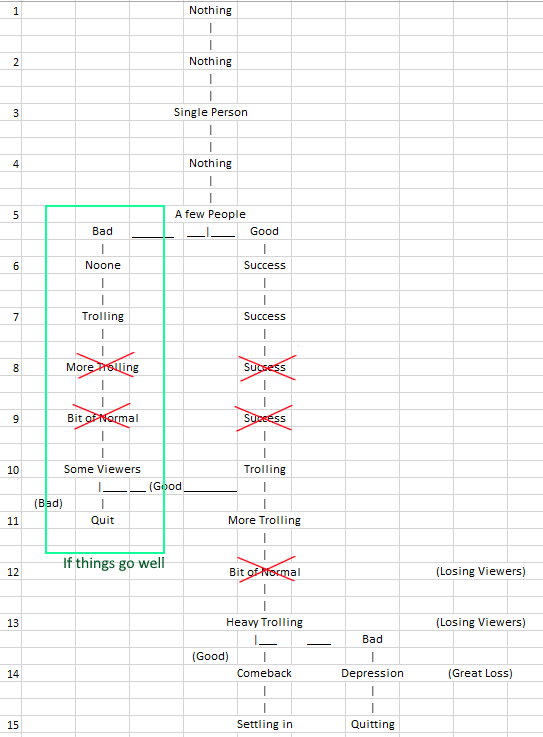 1 Nothing
2 Nothing
3 Single Person
4 Nothing
5 A few People
Bad Good
6 Noone Success
7 Trolling Success
8 More Trolling Success
9 Bit of Normal Success
10 Some Viewers Trolling
(Good
(Bad)
11 Quit More Trolling
If things go well
12 Bit of Normal (Losing Viewers)
13 Heavy Trolling (Losing Viewers)
Bad
(Good)
14 Comeback Depression (Great Loss)
15 Settling in Quitting